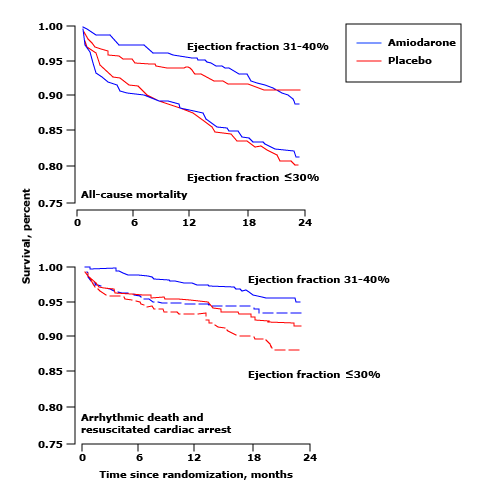 1.00
0.95
0.90
0.85
0.80
0.75
Ejection fraction 31-40%
Ejection fraction ≤30%
All-cause mortality
0 6 12 18 24
Amiodarone
Placebo
Survival, percent
1.00
0.95
0.90
0.85
0.80
0.75
Ejection fraction 31-40%
Ejection fraction ≤30%
Arrhythmic death and
resuscitated cardiac arrest
0 6 12 18 24
Time since randomization, months